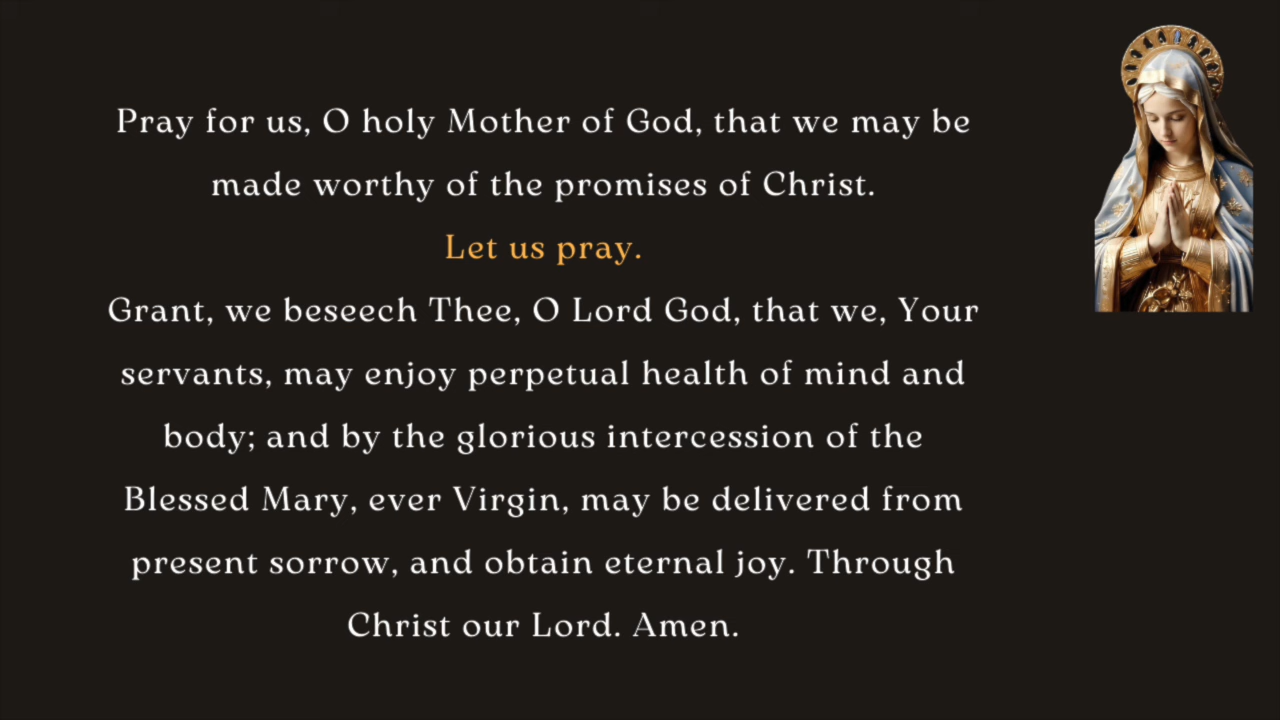 Pray for us, O holy Mother of God, that we may be
made worthy of the promises of Christ.
Let us pray.
Grant, we beseech Thee, O Lord God, that we, Your
servants, may enjoy perpetual health of mind and
body; and by the glorious intercession of the
Blessed Mary, ever Virgin, may be delivered from
present sorrow, and obtain eternal joy. Through
Christ our Lord. Amen.